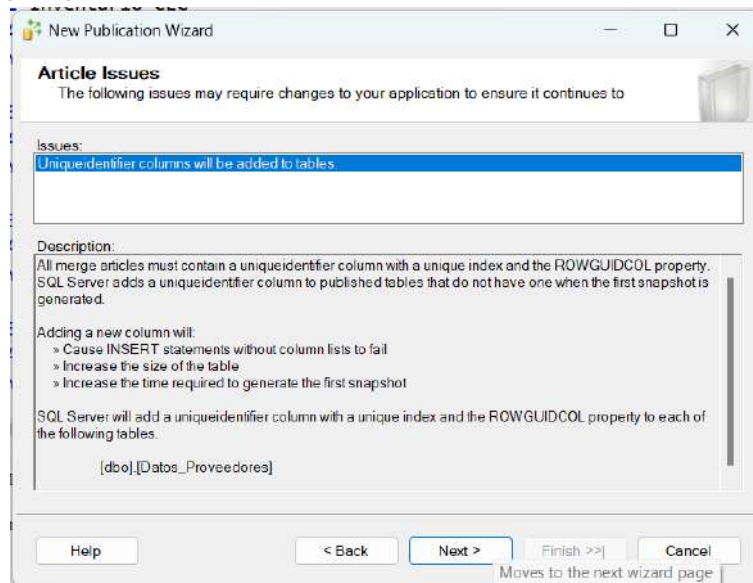 New Publication Wizard
Article Issues
The following issues may require changes to your application to ensure it continues to
Issues:
Uniqueidentifier columns will be added to tables.
Description:
All merge articles must contain a uniqueidentifier column with a unique index and the ROWGUIDCOL property.
SQL Server adds a uniqueidentifier column to published tables that do not have one when the first snapshot is
generated.
Adding a new column will:
» Cause INSERT statements without column lists to fail
» Increase the size of the table
» Increase the time required to generate the first snapshot
SQL Server will add a uniqueidentifier column with a unique index and the ROWGUIDCOL property to each of
the following tables.
[dbo].[Datos_Proveedores]
Help
< Back
Next >
Finish >>|
Cancel
Moves to the next wizard page